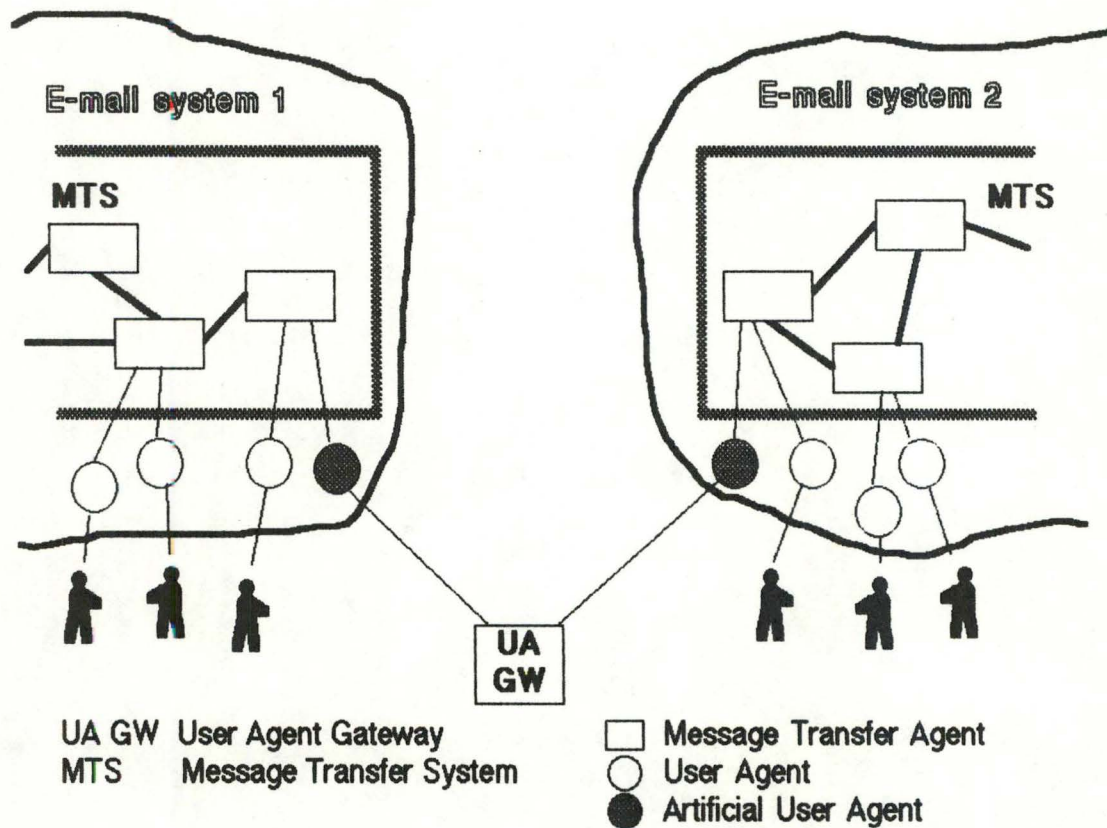 E-mail system 1
E-mail system 2
MTS
MTS
UA
GW
UA GW User Agent Gateway
MTS Message Transfer System
Message Transfer Agent
User Agent
Artificial User Agent